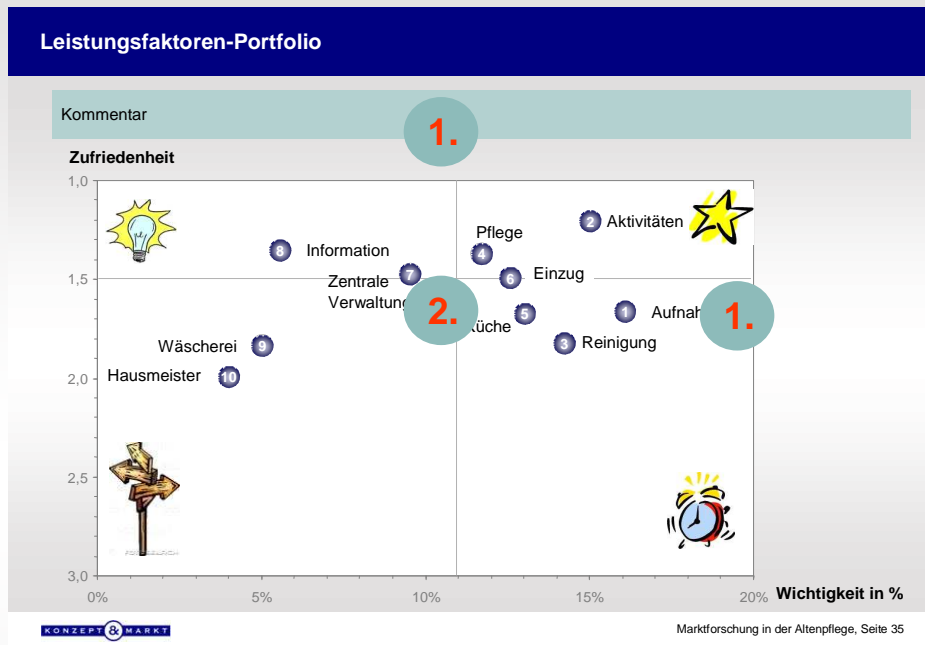 Leistungsfaktoren-Portfolio
Kommentar
1.
Zufriedenheit
1,0
2 Aktivitäten
Pflege
4
8 Information
7
Zentrale
Verwaltung
6 Einzug
1,5
2.
5
Küche
1 Aufnah
1.
3 Reinigung
Wäscherei 9
Hausmeister 10
2,0
2,5
3,0
0% 5% 10% 15% 20% Wichtigkeit in %
KONZEPT & MARKT
Marktforschung in der Altenpflege, Seite 35